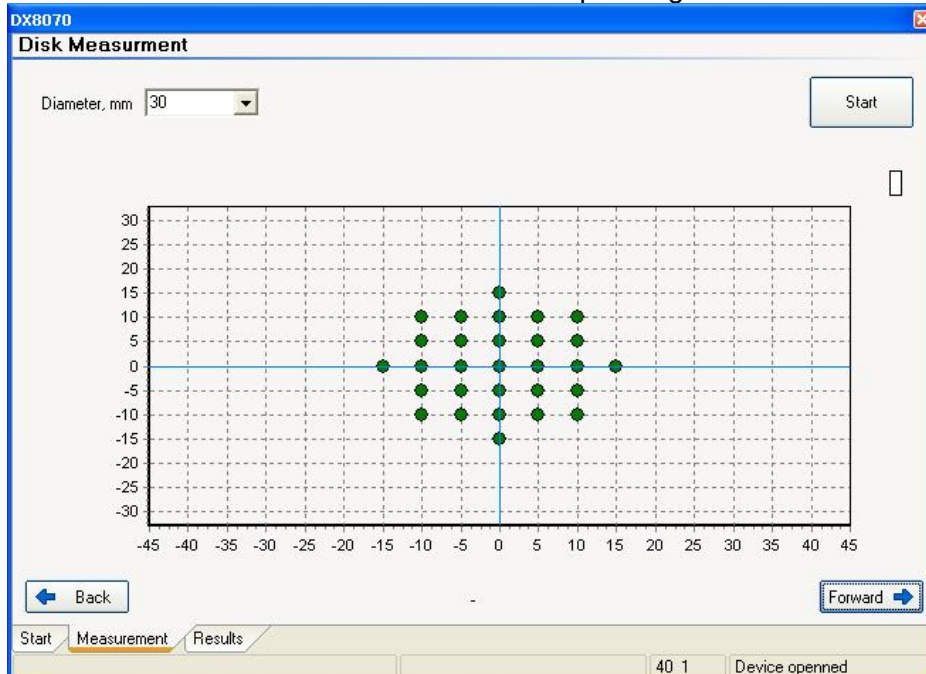 DX8070
Disk Measurment
Diameter, mm 30
Start
30
25
20
15
10
5
0
-5
-10
-15
-20
-25
-30
-45 -40 -35 -30 -25 -20 -15 -10 -5 0 5 10 15 20 25 30 35 40 45
Back - Forward
Start Measurement Results
40 1 Device openned